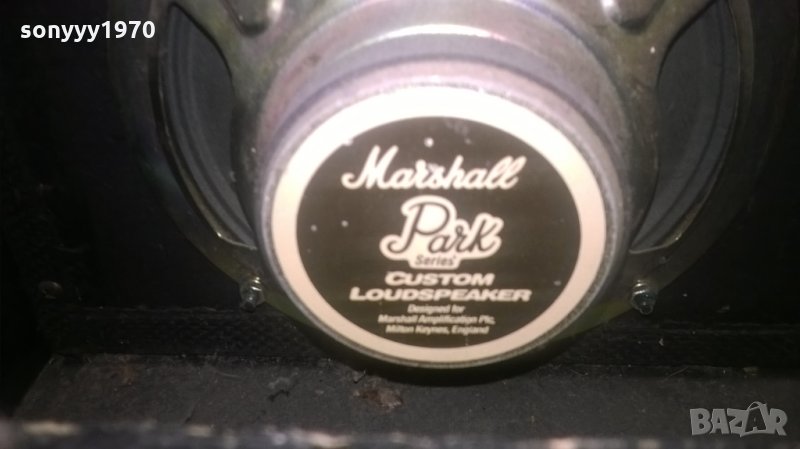 sonyyy1970
Marshall
Park
Series
CUSTOM
LOUDSPEAKER
Designed for
Marshall Amplification Plc,
Milton Keynes, England
BAZAR